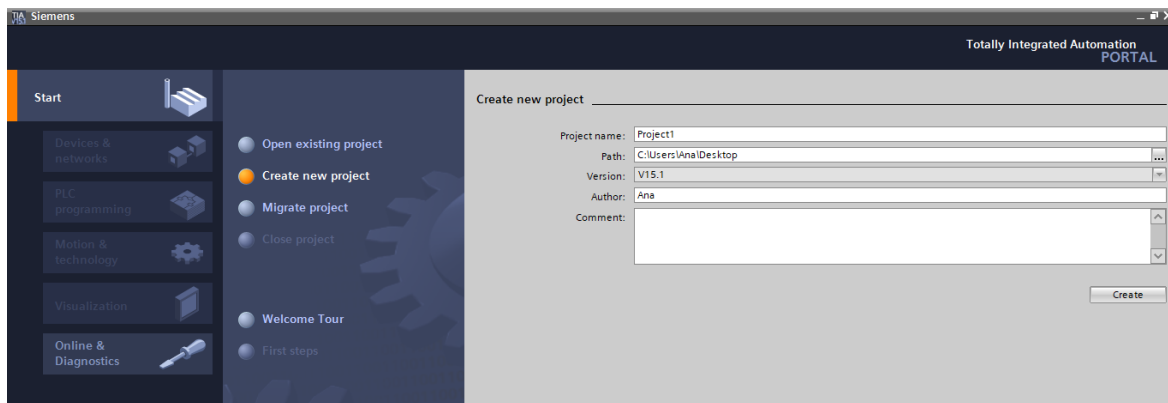 Siemens
Totally Integrated Automation
PORTAL
Start
Devices &
networks
PLC
programming
Motion &
technology
Visualization
Online &
Diagnostics
Open existing project
Create new project
Migrate project
Close project
Welcome Tour
First steps
Create new project
Project name: Project1
Path: C:\Users\Ana\Desktop
...
Version: V15.1
Author: Ana
Comment:
Create